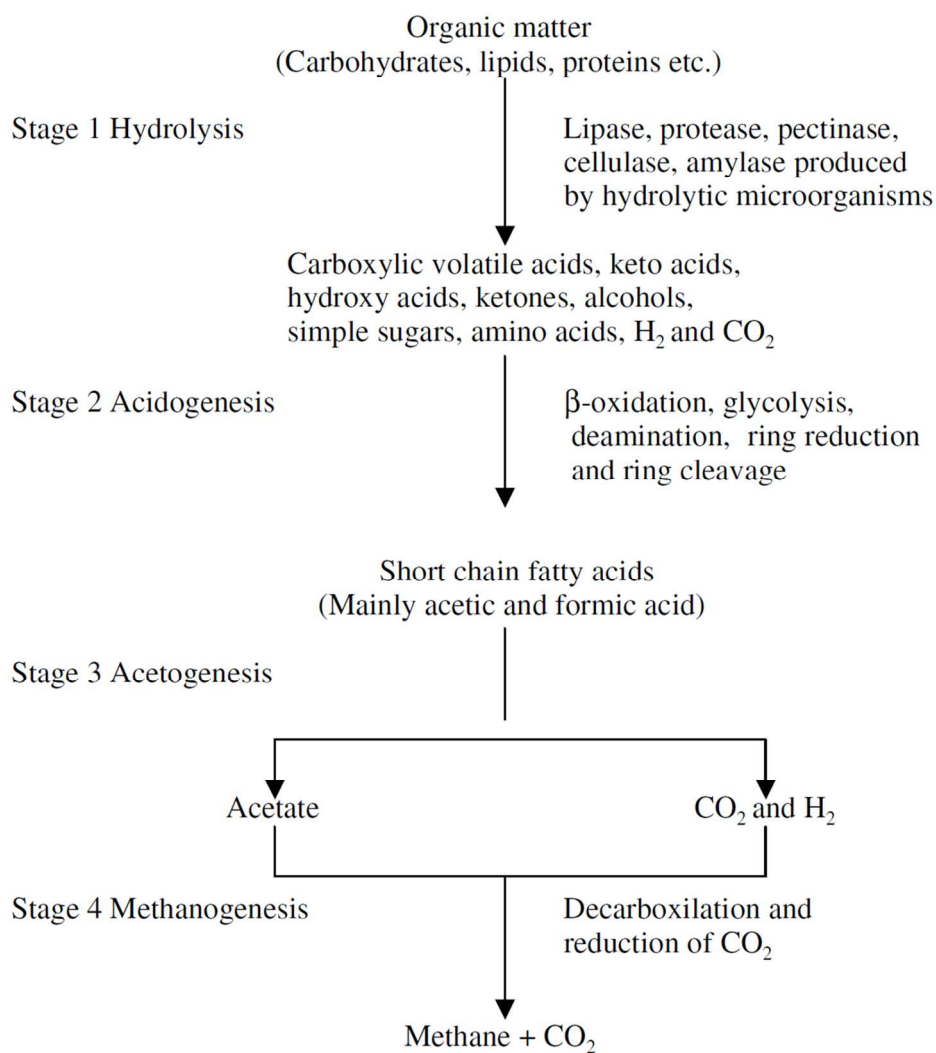 Organic matter
(Carbohydrates, lipids, proteins etc.)
Stage 1 Hydrolysis
Lipase, protease, pectinase,
cellulase, amylase produced
by hydrolytic microorganisms
Carboxylic volatile acids, keto acids,
hydroxy acids, ketones, alcohols,
simple sugars, amino acids, H₂ and CO₂
Stage 2 Acidogenesis
β-oxidation, glycolysis,
deamination, ring reduction
and ring cleavage
Short chain fatty acids
(Mainly acetic and formic acid)
Stage 3 Acetogenesis
Acetate
CO₂ and H₂
Stage 4 Methanogenesis
Decarboxilation and
reduction of CO₂
Methane + CO₂